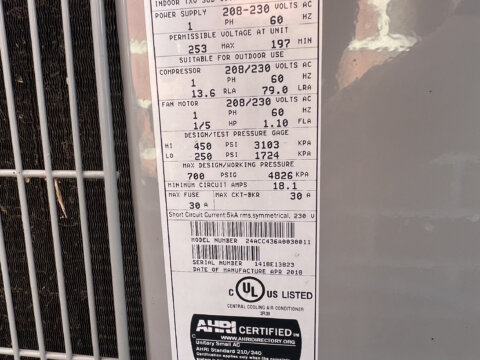 INDOOR TXV SUB
POWER SUPPLY 208-230 VOLTS AC
1 PH 60 HZ
PERMISSIBLE VOLTAGE AT UNIT
253 MAX 197 MIN
SUITABLE FOR OUTDOOR USE
COMPRESSOR 208/230 VOLTS AC
1 PH 60 HZ
13.6 RLA 79.0 LRA
FAN MOTOR 208/230 VOLTS AC
1 PH 60 HZ
1/5 HP 1.10 FLA
DESIGN/TEST PRESSURE GAGE
HI 450 PSI 3103 KPA
LO 250 PSI 1724 KPA
MAX DESIGN/WORKING PRESSURE
700 PSIG 4826 KPA
MINIMUM CIRCUIT AMPS 18.1
MAX FUSE MAX CKT-BKR 30 A
30 A
Short Circuit Current: 5kA rms, symmetrical, 230 V
MODEL NUMBER 24ACC436A0030011
SERIAL NUMBER 1418E13823
DATE OF MANUFACTURE APR 2018
C UL US LISTED
CENTRAL COOLING AIR CONDITIONER
AHRI CERTIFIED
WWW.AHRIDIRECTORY.ORG
Unitary Small AC
AHRI Standard 210/240